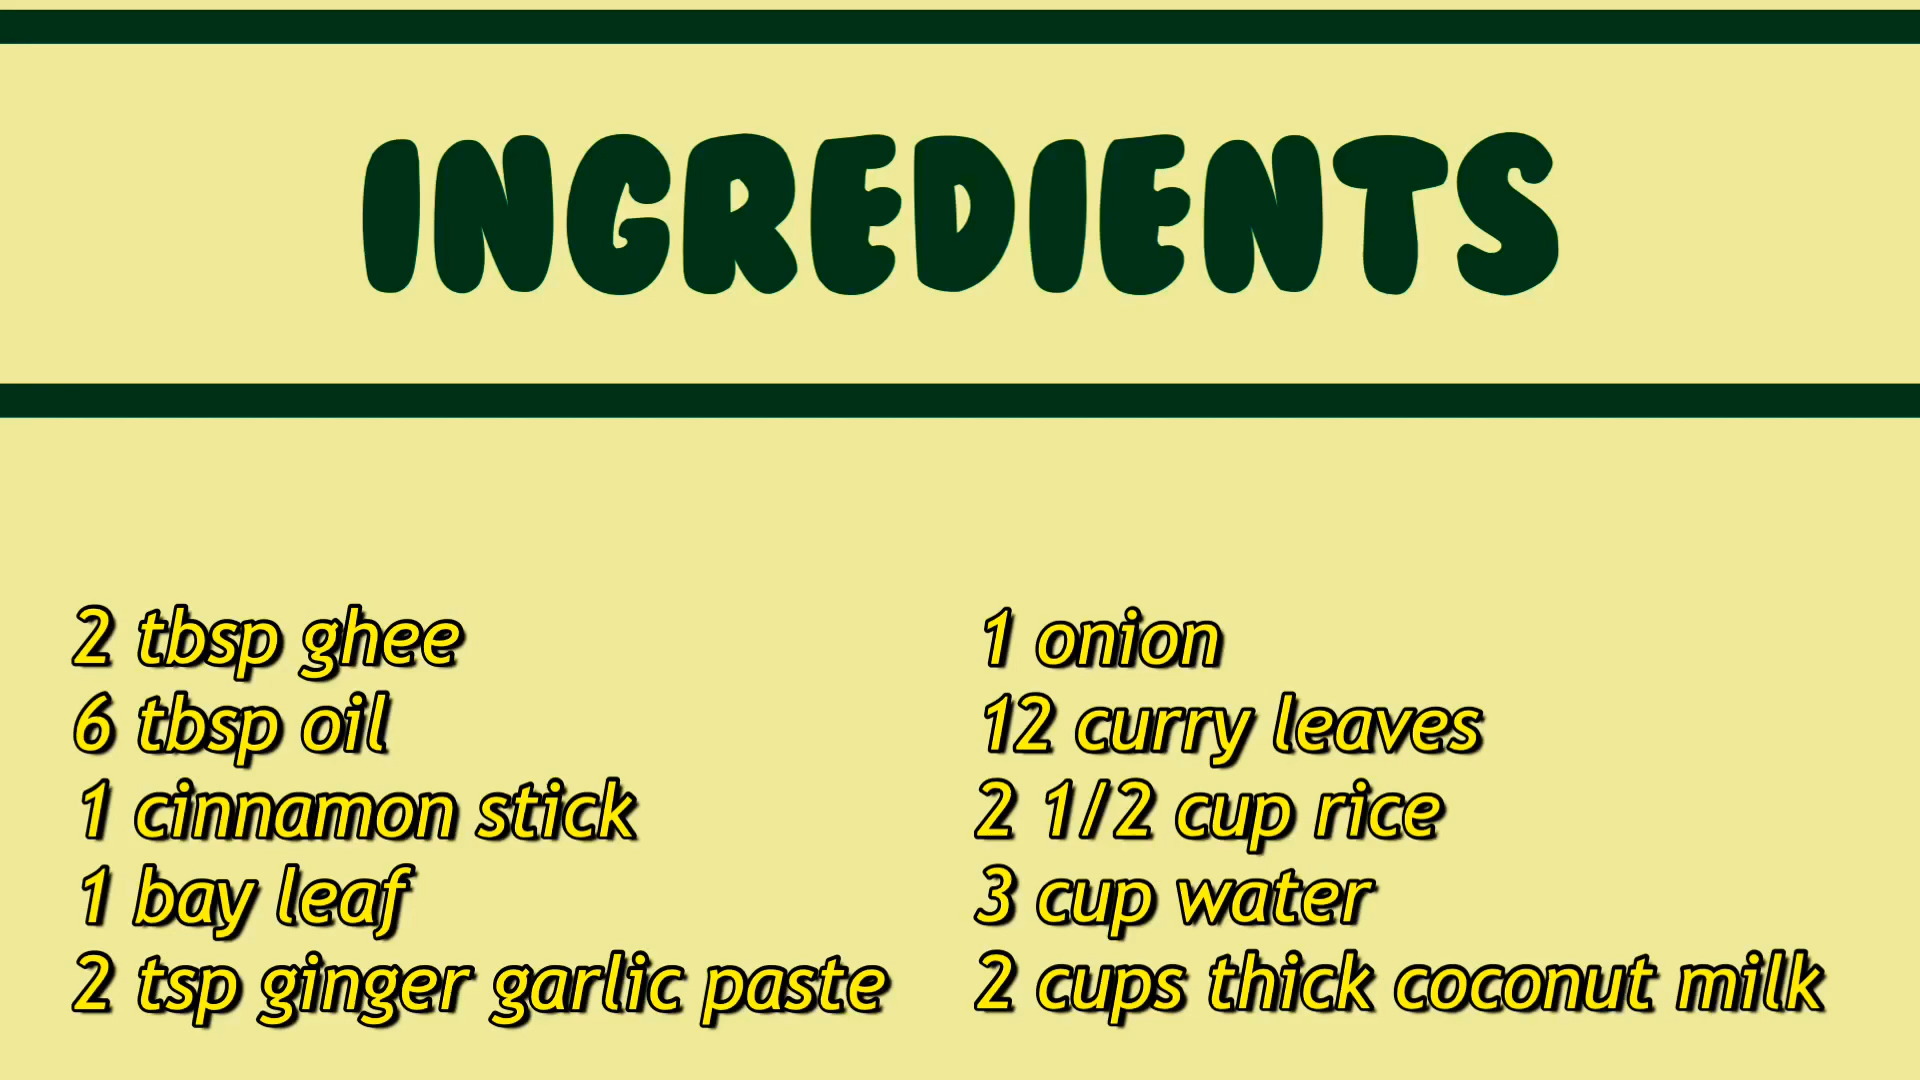 INGREDIENTS
2 tbsp ghee
6 tbsp oil
1 cinnamon stick
1 bay leaf
2 tsp ginger garlic paste
1 onion
12 curry leaves
2 1/2 cup rice
3 cup water
2 cups thick coconut milk